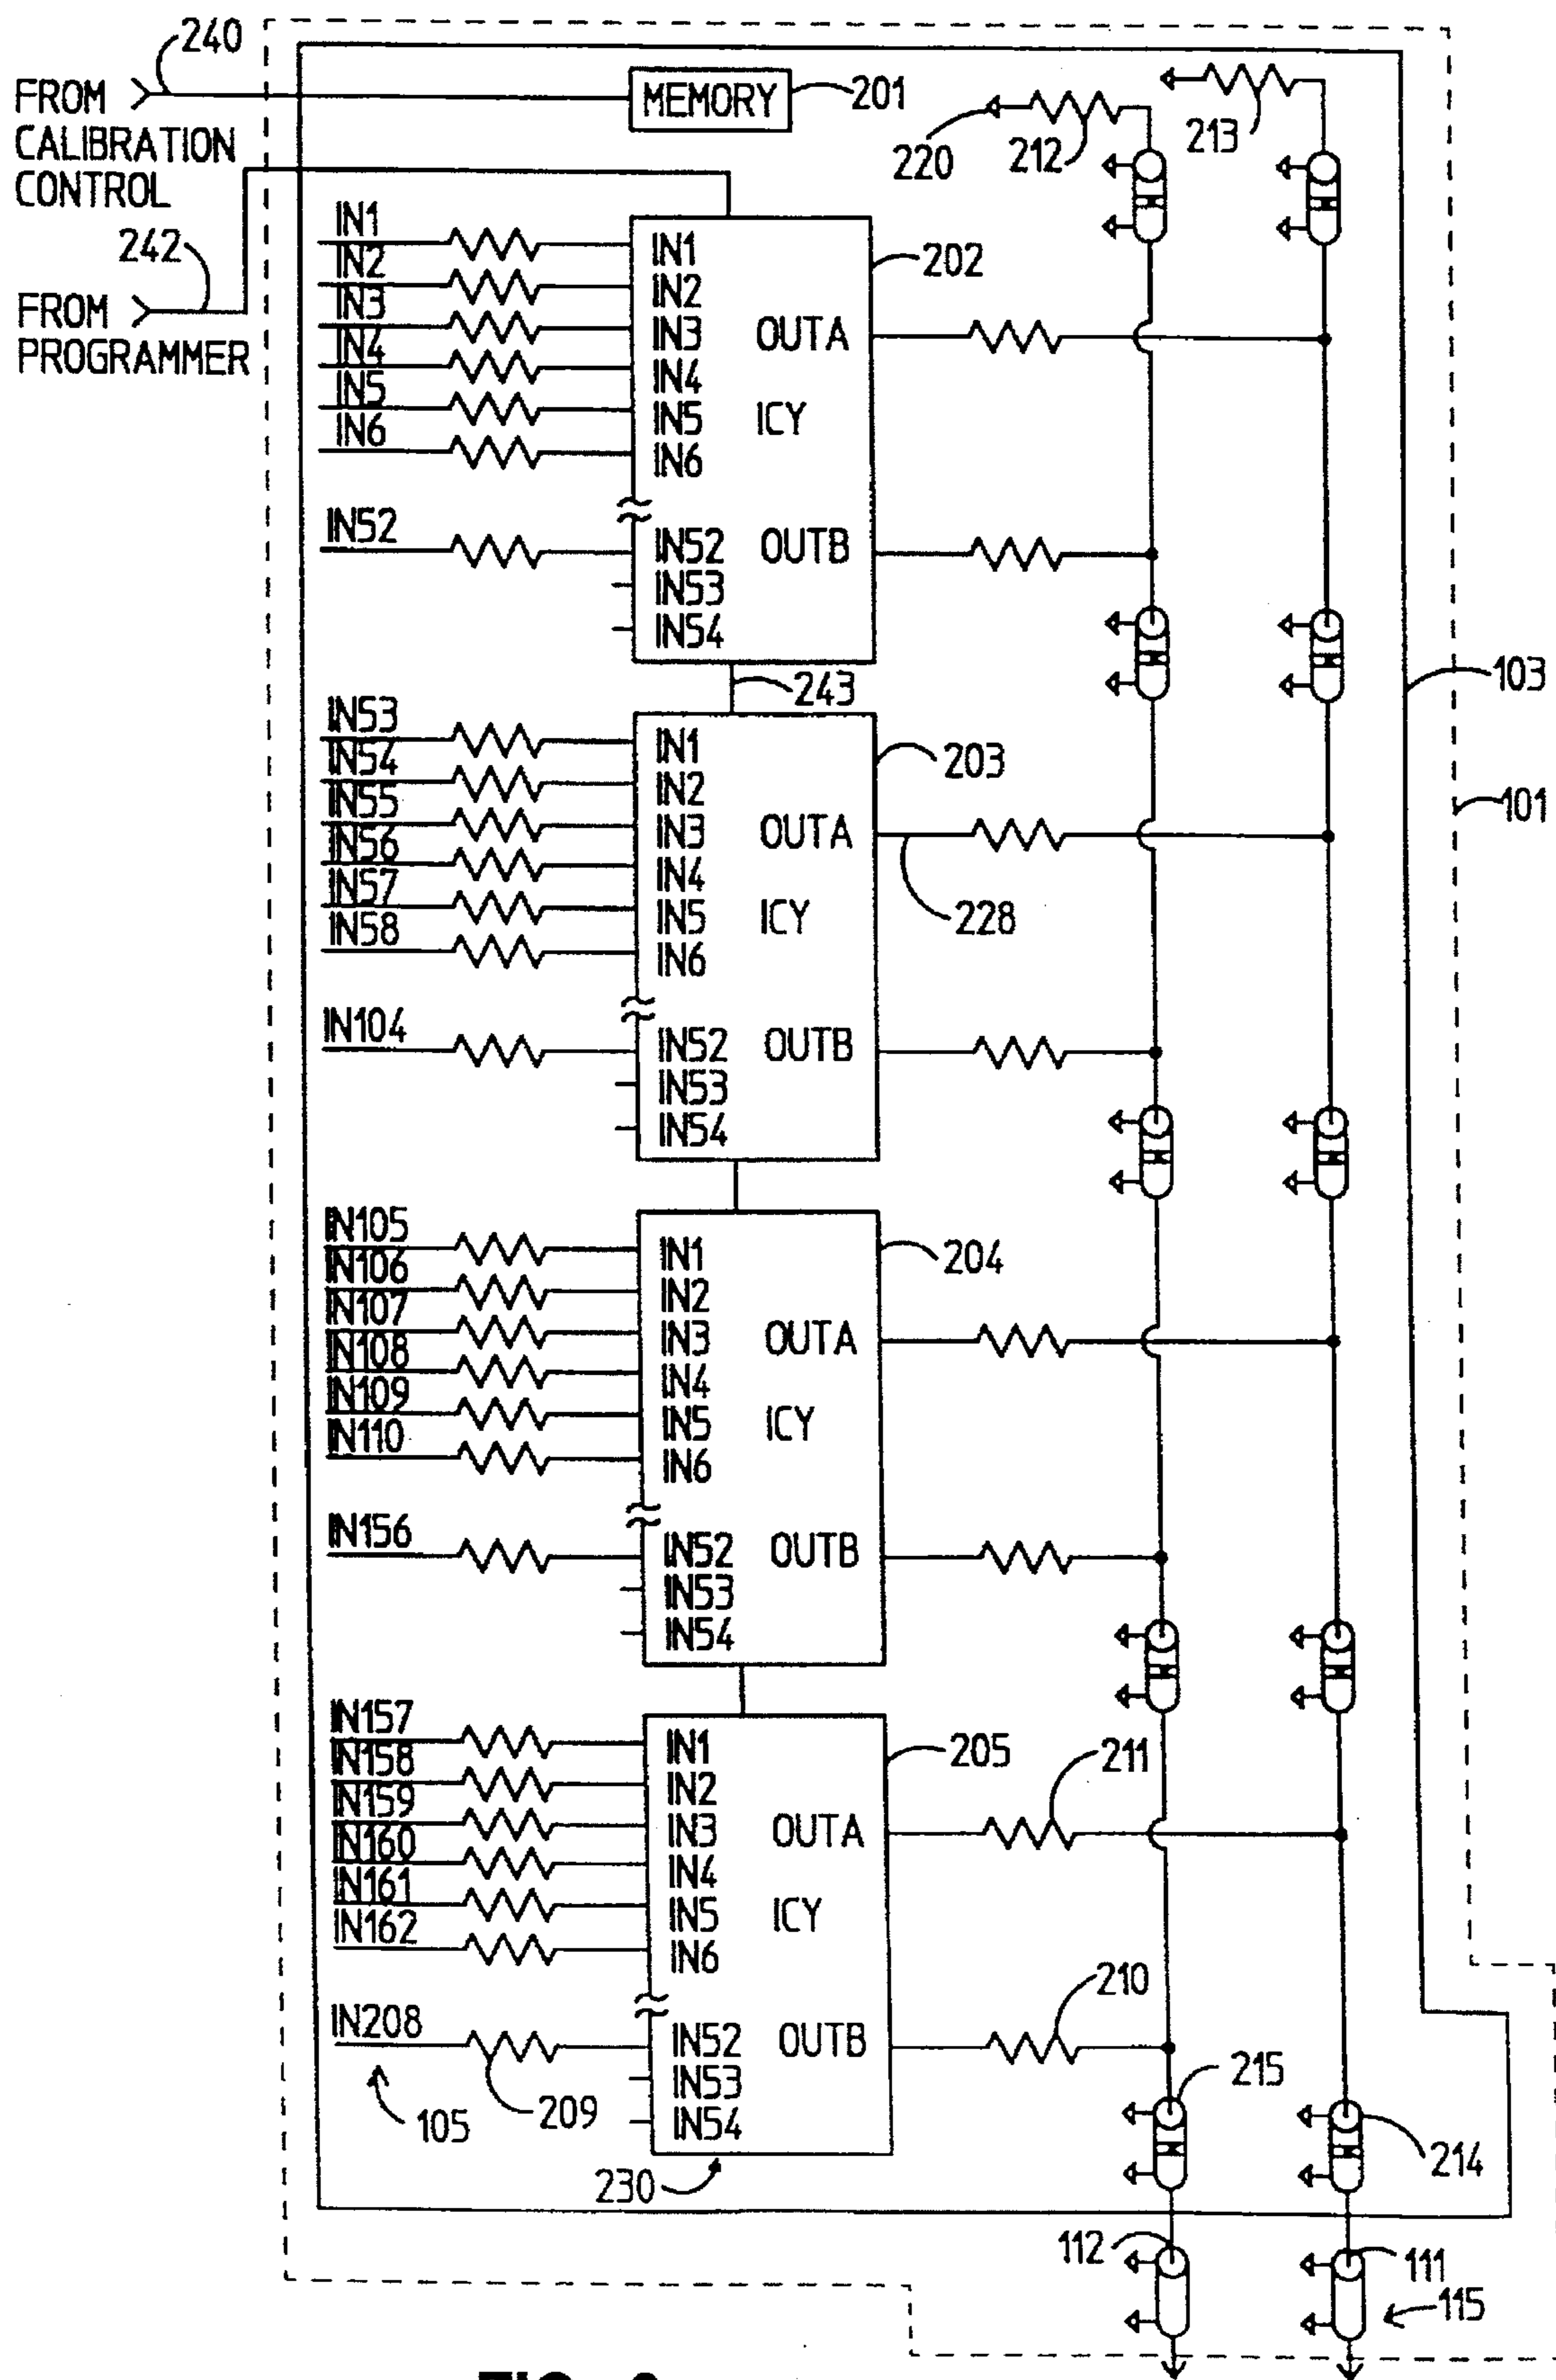 240
FROM
CALIBRATION
CONTROL
MEMORY
201
220
212
213
242
FROM
PROGRAMMER
IN1
IN2
IN3
IN4
IN5
IN6
IN52
IN1
IN2
IN3
IN4
IN5
IN6
IN52
IN53
IN54
OUTA
ICY
OUTB
202
243
103
101
IN53
IN54
IN55
IN56
IN57
IN58
IN104
IN1
IN2
IN3
IN4
IN5
IN6
IN52
IN53
IN54
OUTA
ICY
OUTB
203
228
IN105
IN106
IN107
IN108
IN109
IN110
IN156
IN1
IN2
IN3
IN4
IN5
IN6
IN52
IN53
IN54
OUTA
ICY
OUTB
204
IN157
IN158
IN159
IN160
IN161
IN162
IN208
IN1
IN2
IN3
IN4
IN5
IN6
IN52
IN53
IN54
OUTA
ICY
OUTB
205
211
210
215
214
105
209
230
112
111
115